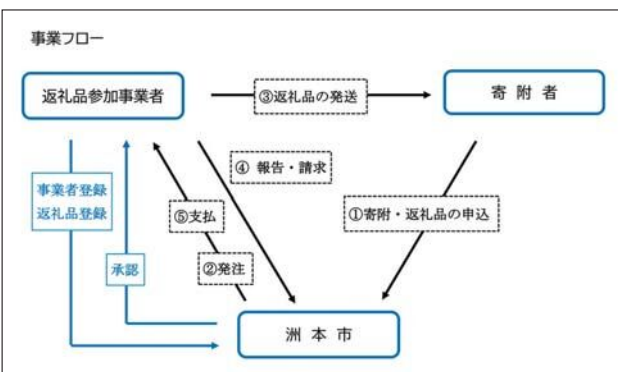 事業フロー
返礼品参加事業者
③返礼品の発送
寄附者
④ 報告・請求
事業者登録
返礼品登録
⑤支払
①寄附・返礼品の申込
承認
②発注
洲本市